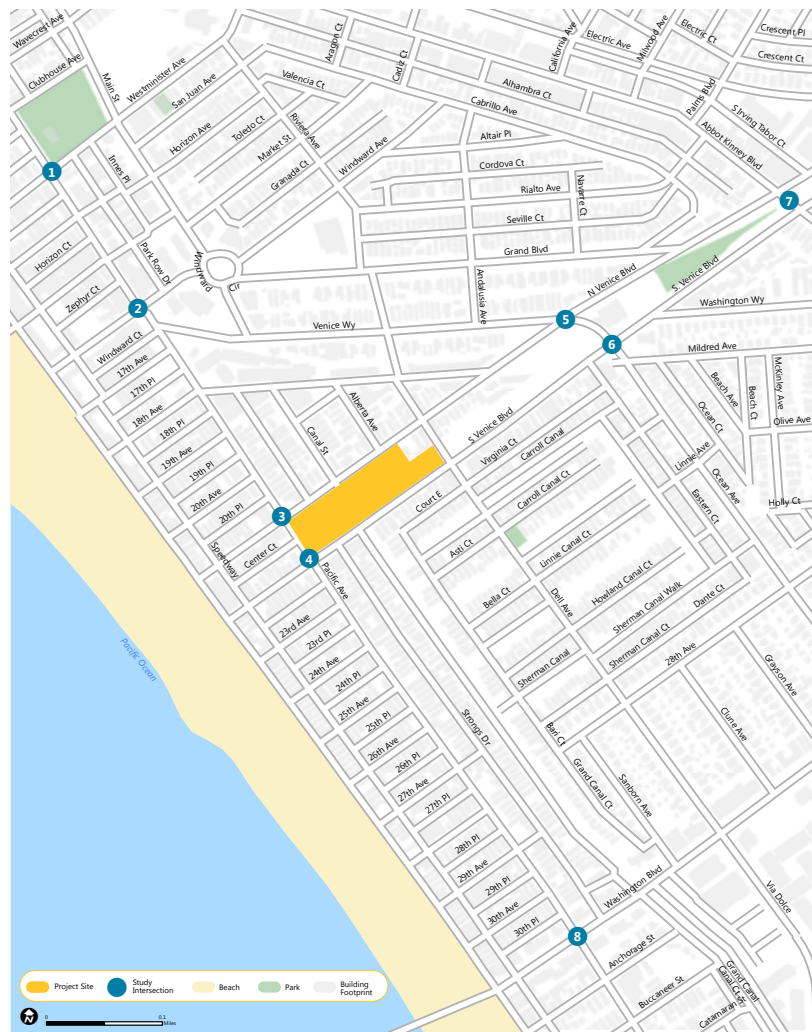 Wavecrest Ave
Clubhouse Ave
Main St
Westminister Ave
San Juan Ave
Horizon Ave
Toledo Ct
Market St
Granada Ct
Riviera Ave
Windward Ave
Valencia Ct
Aragon Ct
Cadiz Ct
California Ave
Electric Ave
Milwood Ave
Electric Ct
Crescent Pl
Crescent Ct
Palms Blvd
S Irving Tabor Ct
Abbot Kinney Blvd
Alhambra Ct
Cabrillo Ave
Altair Pl
Cordova Ct
Rialto Ave
Navarre Ct
Seville Ct
Grand Blvd
1
Innes Pl
7
Horizon Ct
Park Row Dr
Windward
Cir
Zephyr Ct
2
Andalusia Ave
N Venice Blvd
S. Venice Blvd
Washington Wy
5
6
Venice Wy
Mildred Ave
Windward Ct
17th Ave
17th Pl
18th Ave
18th Pl
19th Ave
19th Pl
20th Ave
20th Pl
Speedway
Center Ct
Canal St
Alberta Ave
3
4
S Venice Blvd
Virginia Ct
Carroll Canal
Court E
Carroll Canal Ct
Asti Ct
Linnie Canal Ct
Bella Ct
Dell Ave
Howland Canal Ct
Sherman Canal Walk
Dante Ct
Sherman Canal Ct
Sherman Canal
28th Ave
Beach Ave
Beach Ct
McKinley Ave
Olive Ave
Ocean Ct
Linnie Ave
Ocean Ave
Eastern Ct
Holly Ct
Grayson Ave
Clune Ave
Pacific Ave
Pacific Ocean
23rd Ave
23rd Pl
24th Ave
24th Pl
25th Ave
25th Pl
26th Ave
26th Pl
27th Ave
27th Pl
28th Pl
29th Ave
29th Pl
30th Ave
30th Pl
Strongs Dr
Bari Ct
Grand Canal Ct
Sanborn Ave
Washington Blvd
Via Dolce
8
Anchorage St
Buccaneer St
Catamaran St
Grand Canal
Canal Ct St
Project Site
Study
Intersection
Beach
Park
Building
Footprint
0
0.1
Miles